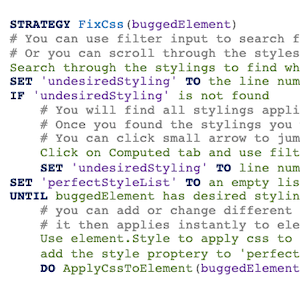 STRATEGY FixCss(buggedElement)
# You can use filter input to search f
# Or you can scroll through the styles
Search through the stylings to find wh
SET 'undesiredStyling' TO the line num
IF 'undesiredStyling' is not found
# You will find all stylings appli
# Once you found the stylings you
# You can click small arrow to jum
Click on Computed tab and use filt
SET 'undesiredStyling' TO line num
SET 'perfectStyleList' TO an empty lis
UNTIL buggedElement has desired stylin
# you can add or change different
# it then applies instantly to ele
Use element.Style to apply css to
add the style proptery to 'perfect
DO ApplyCssToElement(buggedElement